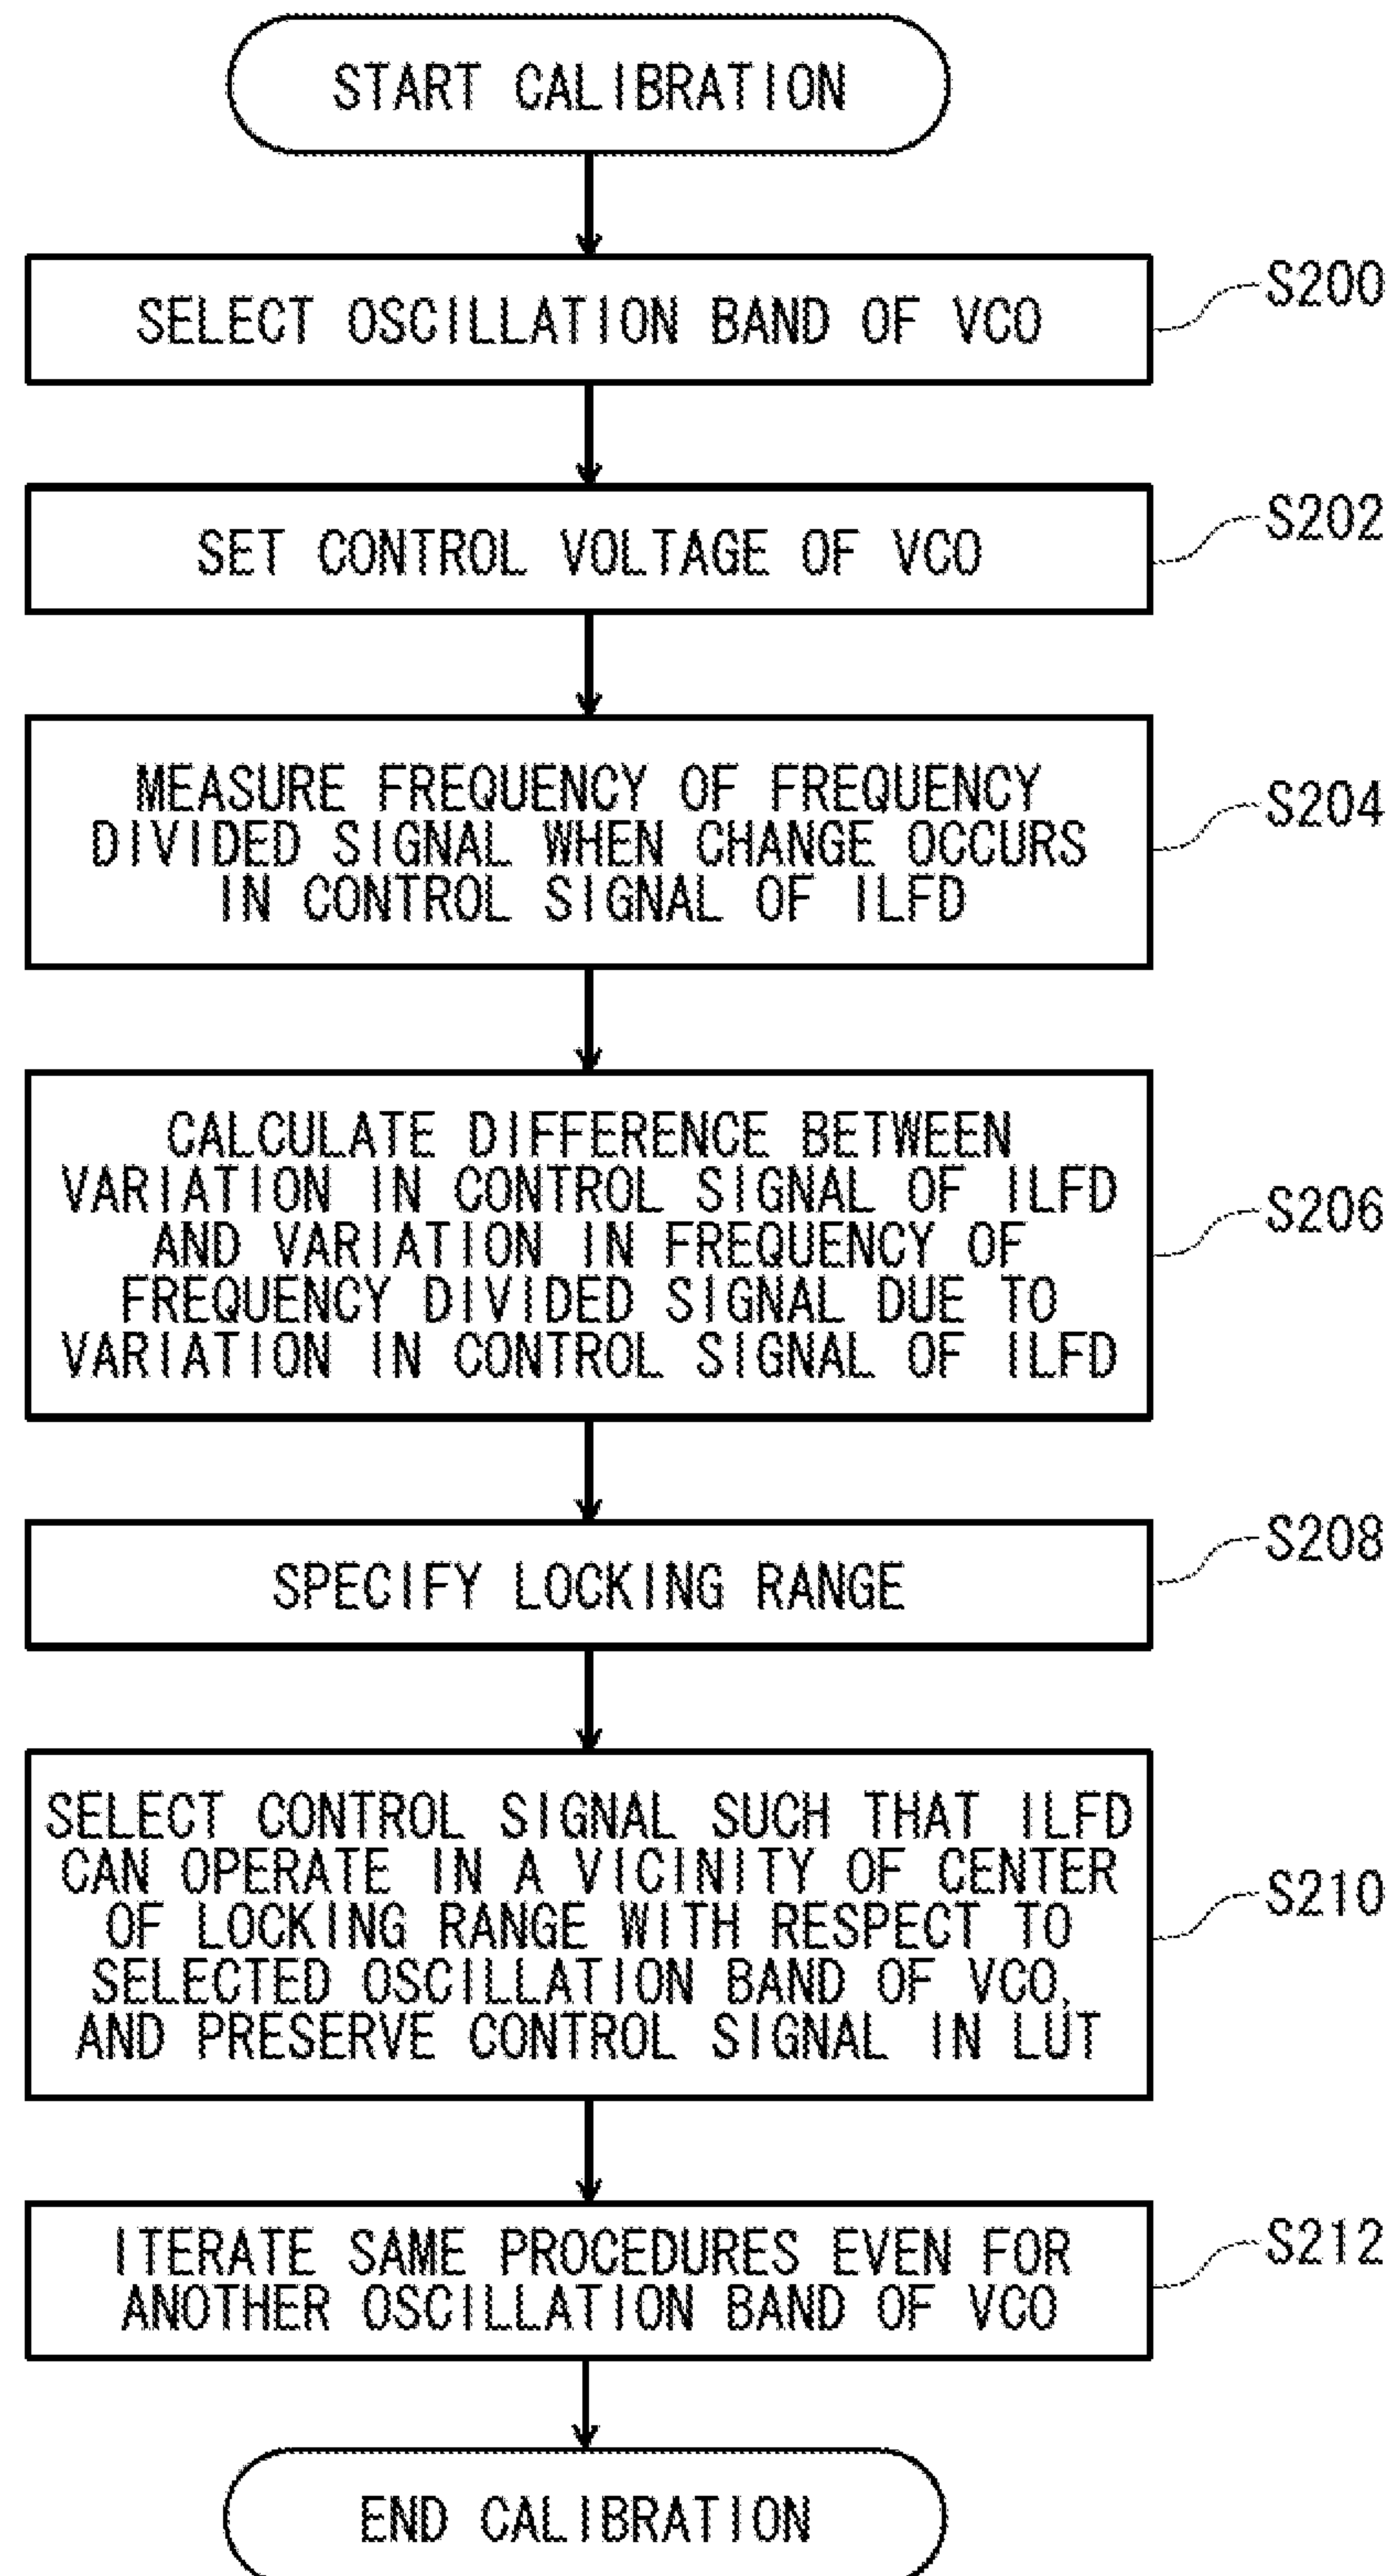 START CALIBRATION
SELECT OSCILLATION BAND OF VCO
S200
SET CONTROL VOLTAGE OF VCO
S202
MEASURE FREQUENCY OF FREQUENCY
DIVIDED SIGNAL WHEN CHANGE OCCURS
IN CONTROL SIGNAL OF ILFD
S204
CALCULATE DIFFERENCE BETWEEN
VARIATION IN CONTROL SIGNAL OF ILFD
AND VARIATION IN FREQUENCY OF
FREQUENCY DIVIDED SIGNAL DUE TO
VARIATION IN CONTROL SIGNAL OF ILFD
S206
SPECIFY LOCKING RANGE
S208
SELECT CONTROL SIGNAL SUCH THAT ILFD
CAN OPERATE IN A VICINITY OF CENTER
OF LOCKING RANGE WITH RESPECT TO
SELECTED OSCILLATION BAND OF VCO,
AND PRESERVE CONTROL SIGNAL IN LUT
S210
ITERATE SAME PROCEDURES EVEN FOR
ANOTHER OSCILLATION BAND OF VCO
S212
END CALIBRATION